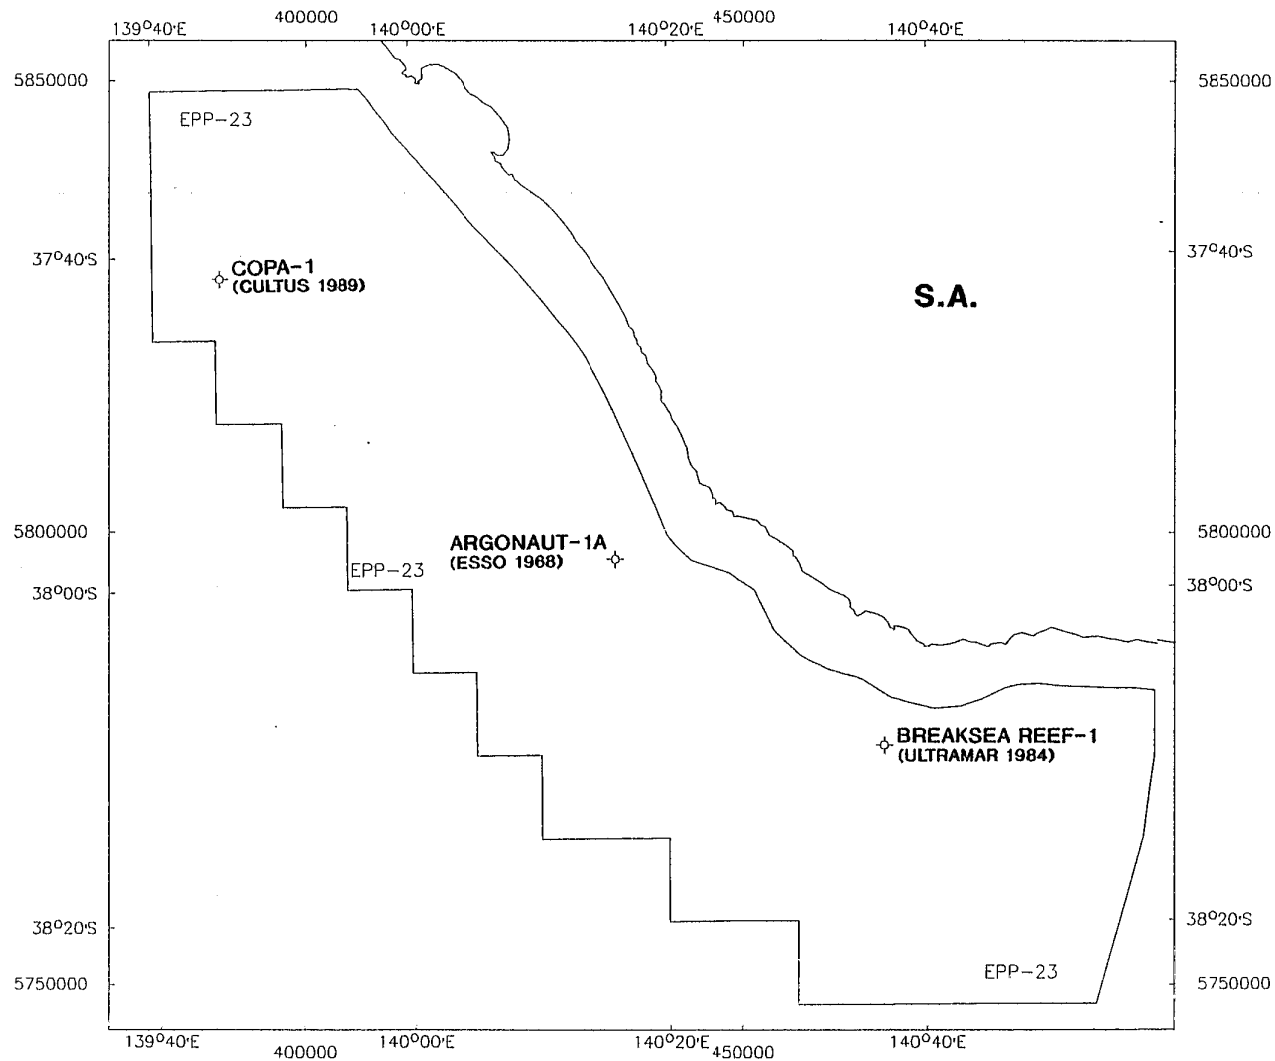 400000 450000
139°40'E 140°00'E 140°20'E 140°40'E
5850000 5850000
EPP-23
37°40'S 37°40'S
COPA-1
(CULTUS 1989)
S.A.
5800000 5800000
ARGONAUT-1A
(ESSO 1968)
EPP-23
38°00'S 38°00'S
BREAKSEA REEF-1
(ULTRAMAR 1984)
38°20'S 38°20'S
EPP-23
5750000 5750000
139°40'E 140°00'E 140°20'E 140°40'E
400000 450000